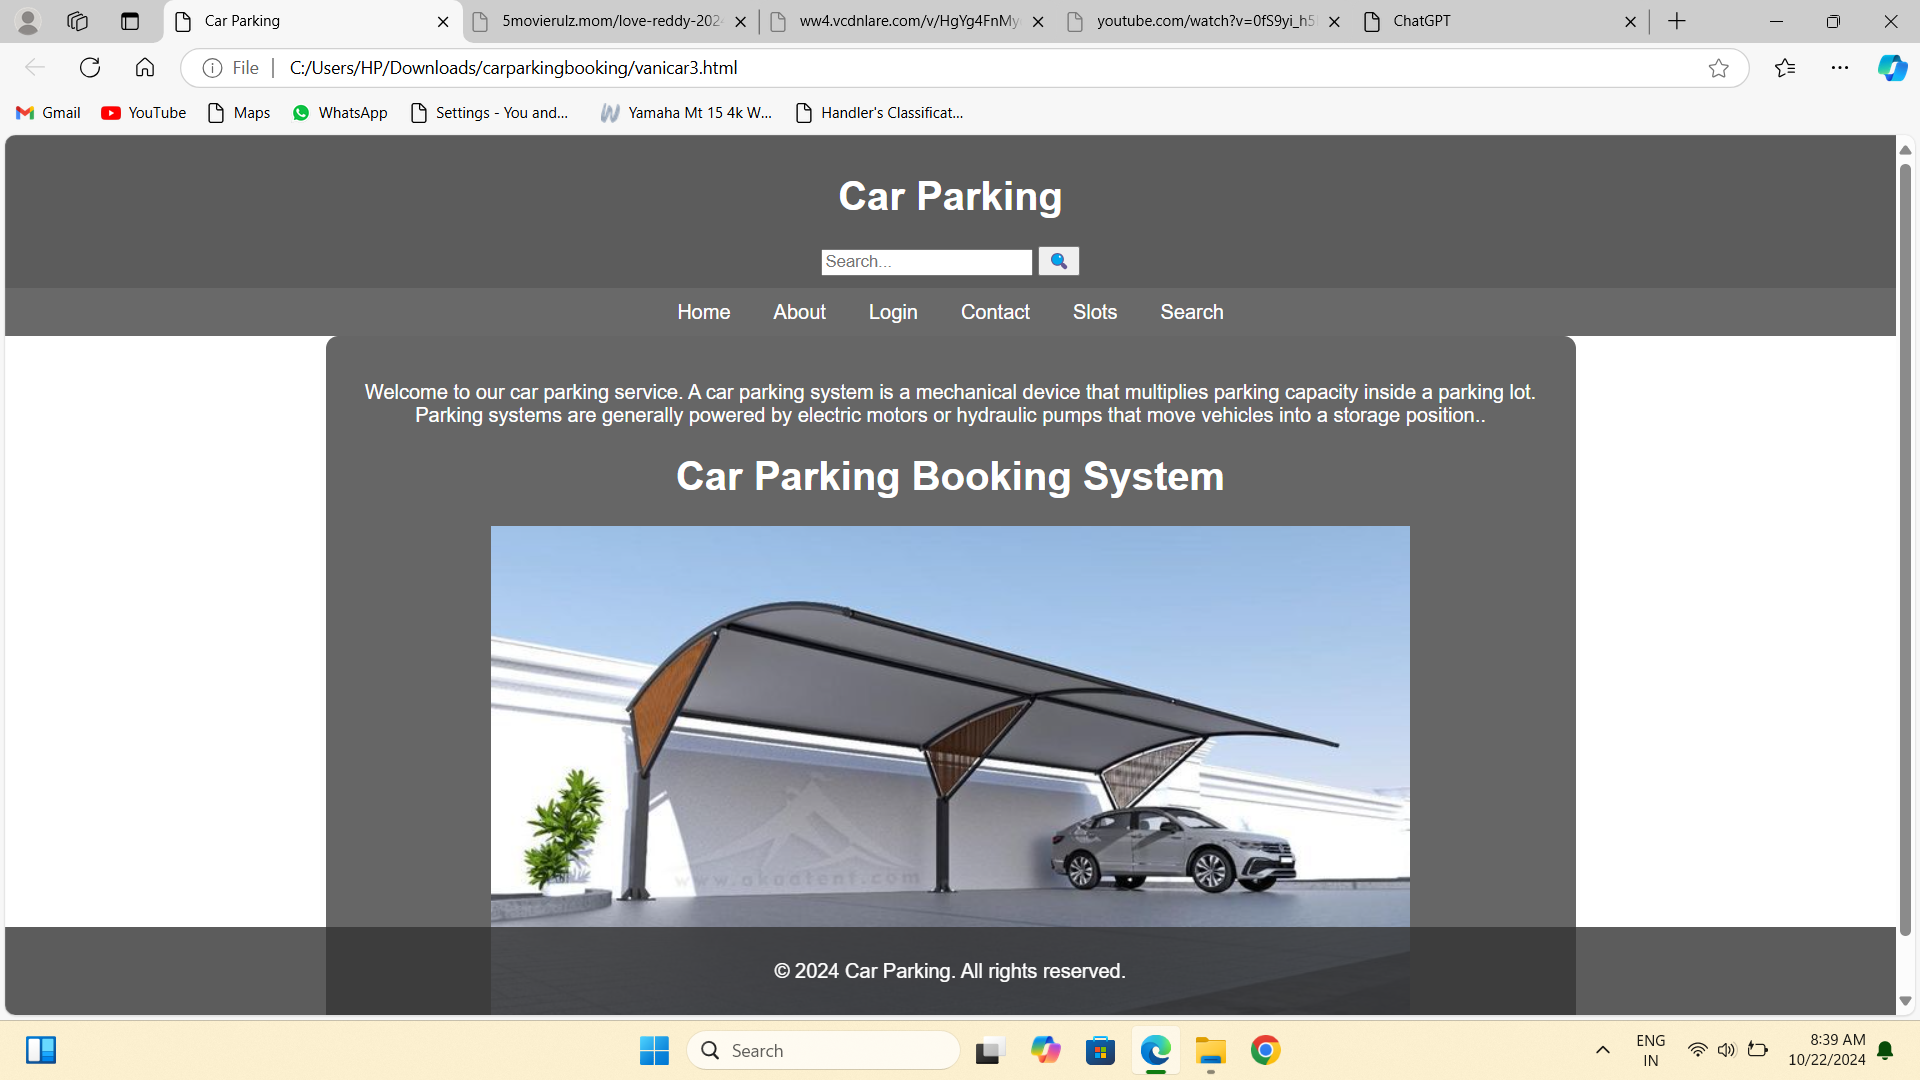 Car Parking
5movierulz.mom/love-reddy-2024
ww4.vcdnlare.com/v/HgYg4FnMy
youtube.com/watch?v=0fS9yi_h5
ChatGPT
File
C:/Users/HP/Downloads/carparkingbooking/vanicar3.html
Gmail
YouTube
Maps
WhatsApp
Settings - You and...
Yamaha Mt 15 4k W...
Handler's Classificat...
Car Parking
Search...
Home About Login Contact Slots Search
Welcome to our car parking service. A car parking system is a mechanical device that multiplies parking capacity inside a parking lot.
Parking systems are generally powered by electric motors or hydraulic pumps that move vehicles into a storage position..
Car Parking Booking System
www.akaatent.com
© 2024 Car Parking. All rights reserved.
Search
ENG
IN
8:39 AM
10/22/2024